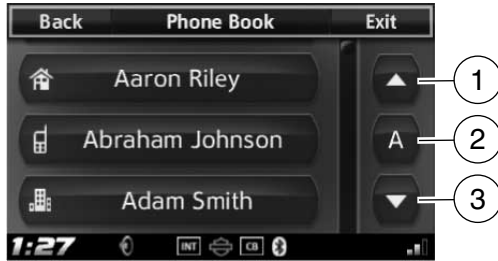 Back Phone Book Exit
Aaron Riley 1
Abraham Johnson A 2
Adam Smith 3
1:27 INT CB